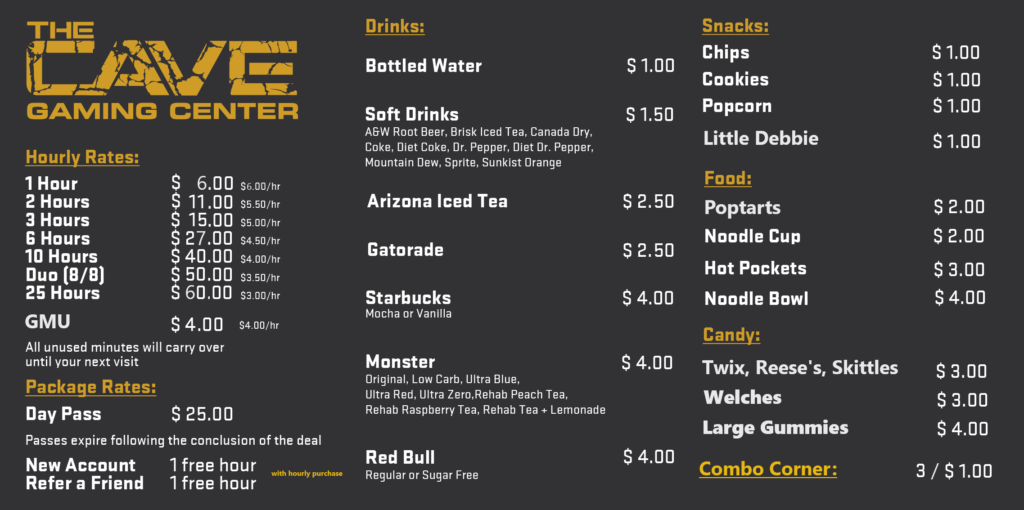 THE
CAVE
GAMING CENTER
Hourly Rates:
1 Hour $ 6.00 $6.00/hr
2 Hours $ 11.00 $5.50/hr
3 Hours $ 15.00 $5.00/hr
6 Hours $ 27.00 $4.50/hr
10 Hours $ 40.00 $4.00/hr
Duo (8/8) $ 50.00 $3.50/hr
25 Hours $ 60.00 $3.00/hr
GMU $ 4.00 $4.00/hr
All unused minutes will carry over
until your next visit
Package Rates:
Day Pass $ 25.00
Passes expire following the conclusion of the deal
New Account 1 free hour
with hourly purchase
Refer a Friend 1 free hour
Drinks:
Bottled Water $ 1.00
Soft Drinks $ 1.50
A&W Root Beer, Brisk Iced Tea, Canada Dry,
Coke, Diet Coke, Dr. Pepper, Diet Dr. Pepper,
Mountain Dew, Sprite, Sunkist Orange
Arizona Iced Tea $ 2.50
Gatorade $ 2.50
Starbucks $ 4.00
Mocha or Vanilla
Monster $ 4.00
Original, Low Carb, Ultra Blue,
Ultra Red, Ultra Zero,Rehab Peach Tea,
Rehab Raspberry Tea, Rehab Tea + Lemonade
Red Bull $ 4.00
Regular or Sugar Free
Snacks:
Chips $ 1.00
Cookies $ 1.00
Popcorn $ 1.00
Little Debbie $ 1.00
Food:
Poptarts $ 2.00
Noodle Cup $ 2.00
Hot Pockets $ 3.00
Noodle Bowl $ 4.00
Candy:
Twix, Reese's, Skittles $ 3.00
Welches $ 3.00
Large Gummies $ 4.00
Combo Corner: 3 / $ 1.00